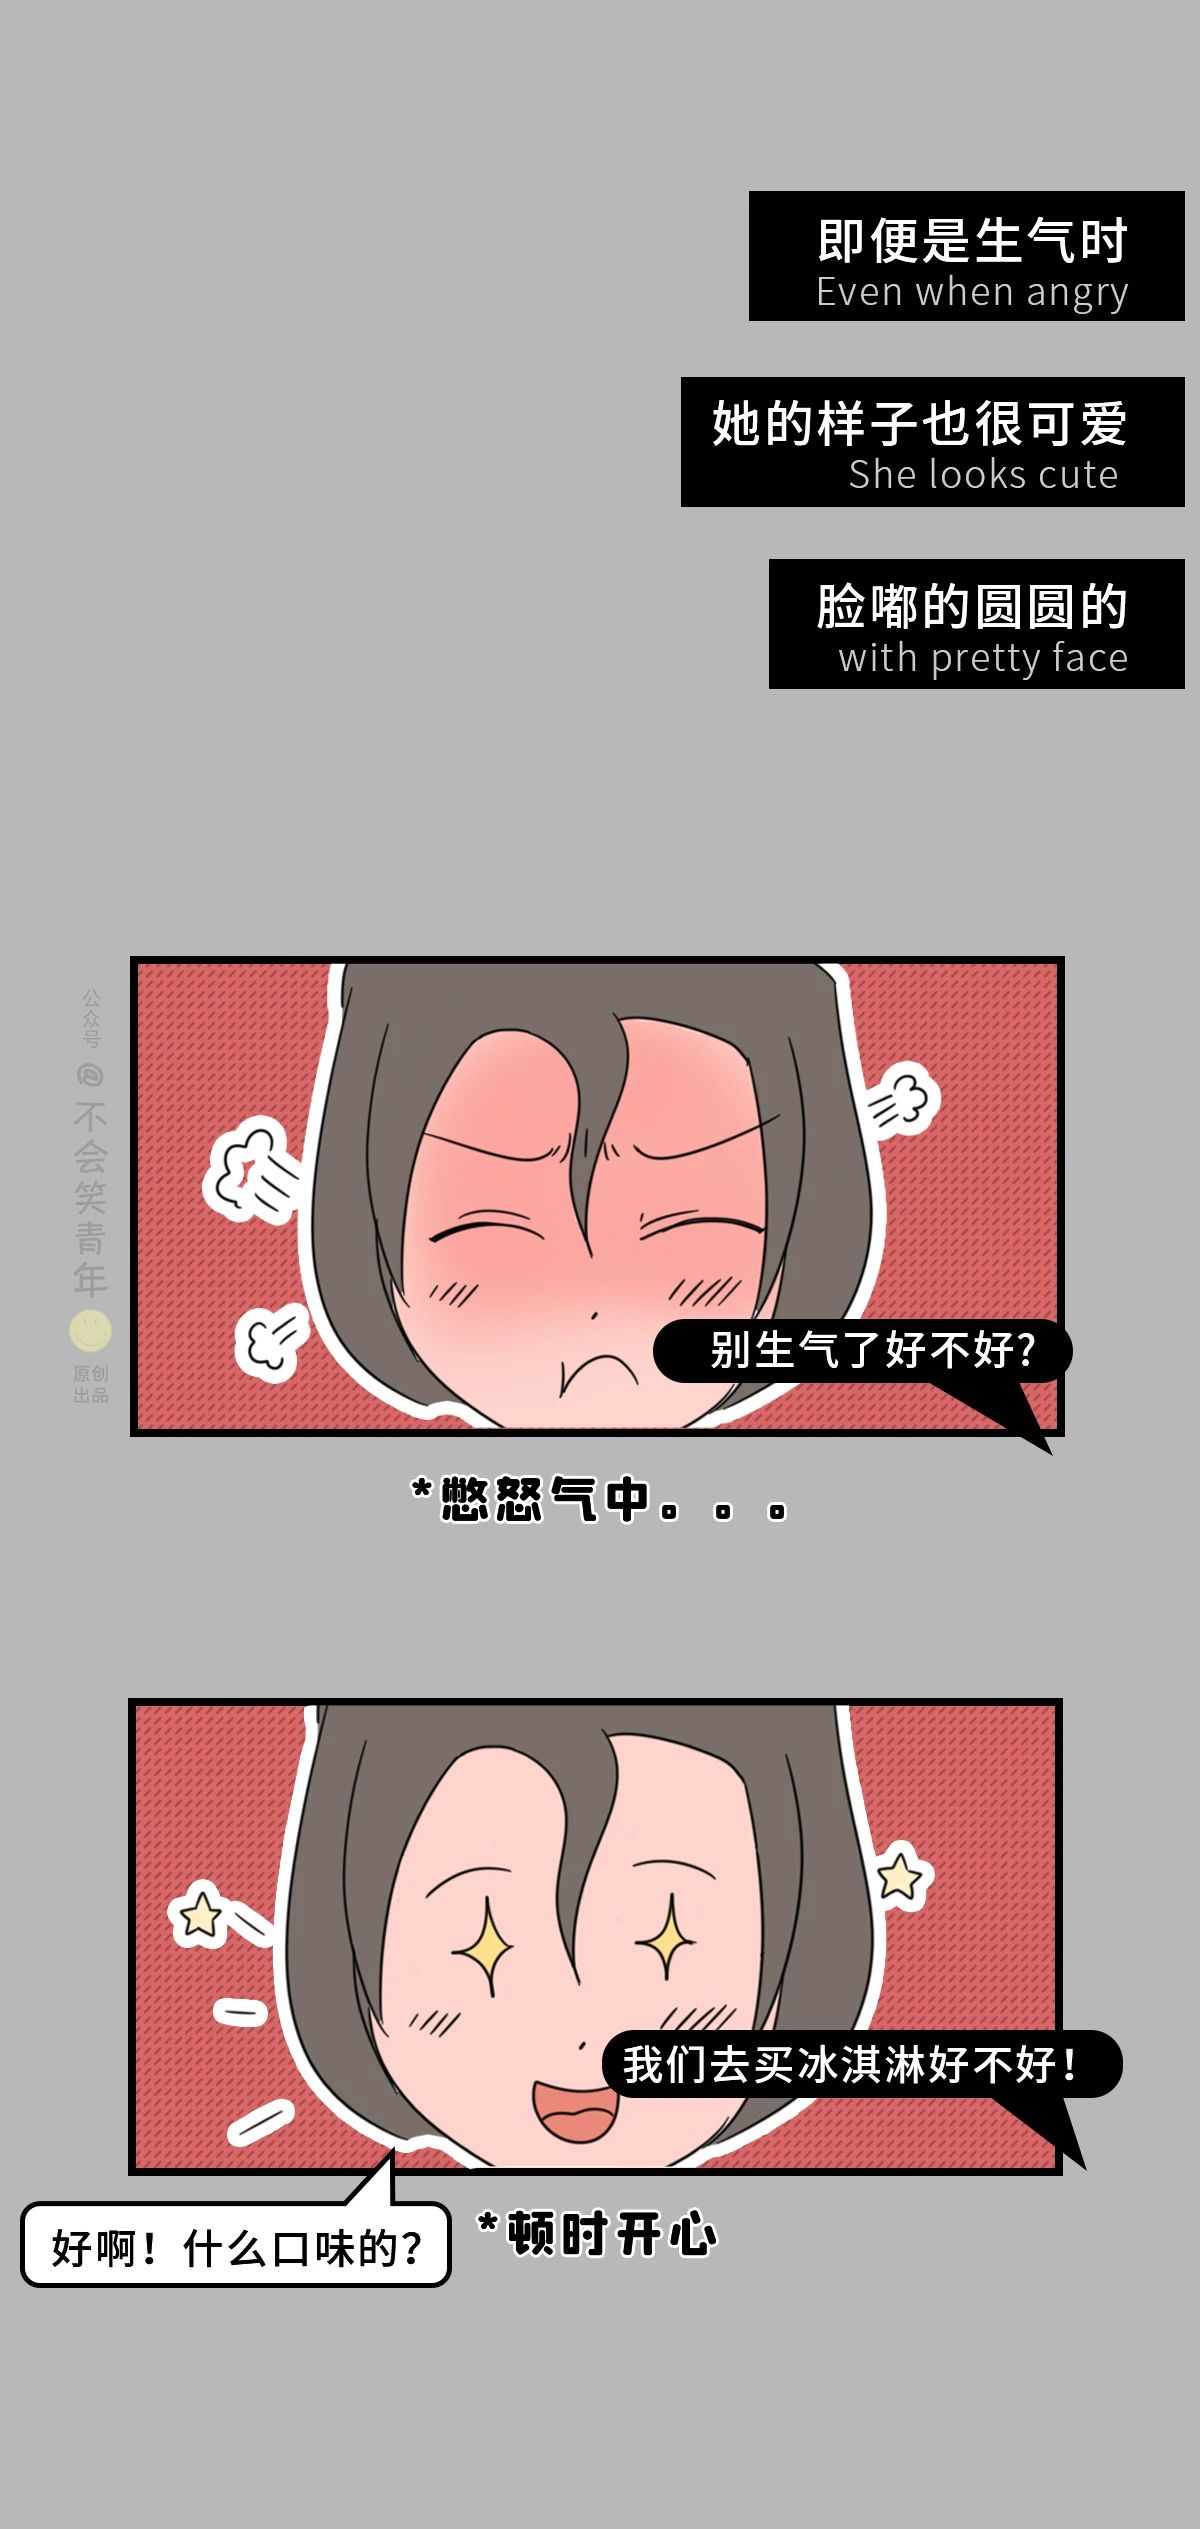 即便是生气时
Even when angry
她的样子也很可爱
She looks cute
脸嘟的圆圆的
with pretty face
公众号
@不会笑青年
原创
出品
别生气了好不好?
*憋怒气中。。。
我们去买冰淇淋好不好！
好啊！什么口味的？
*顿时开心